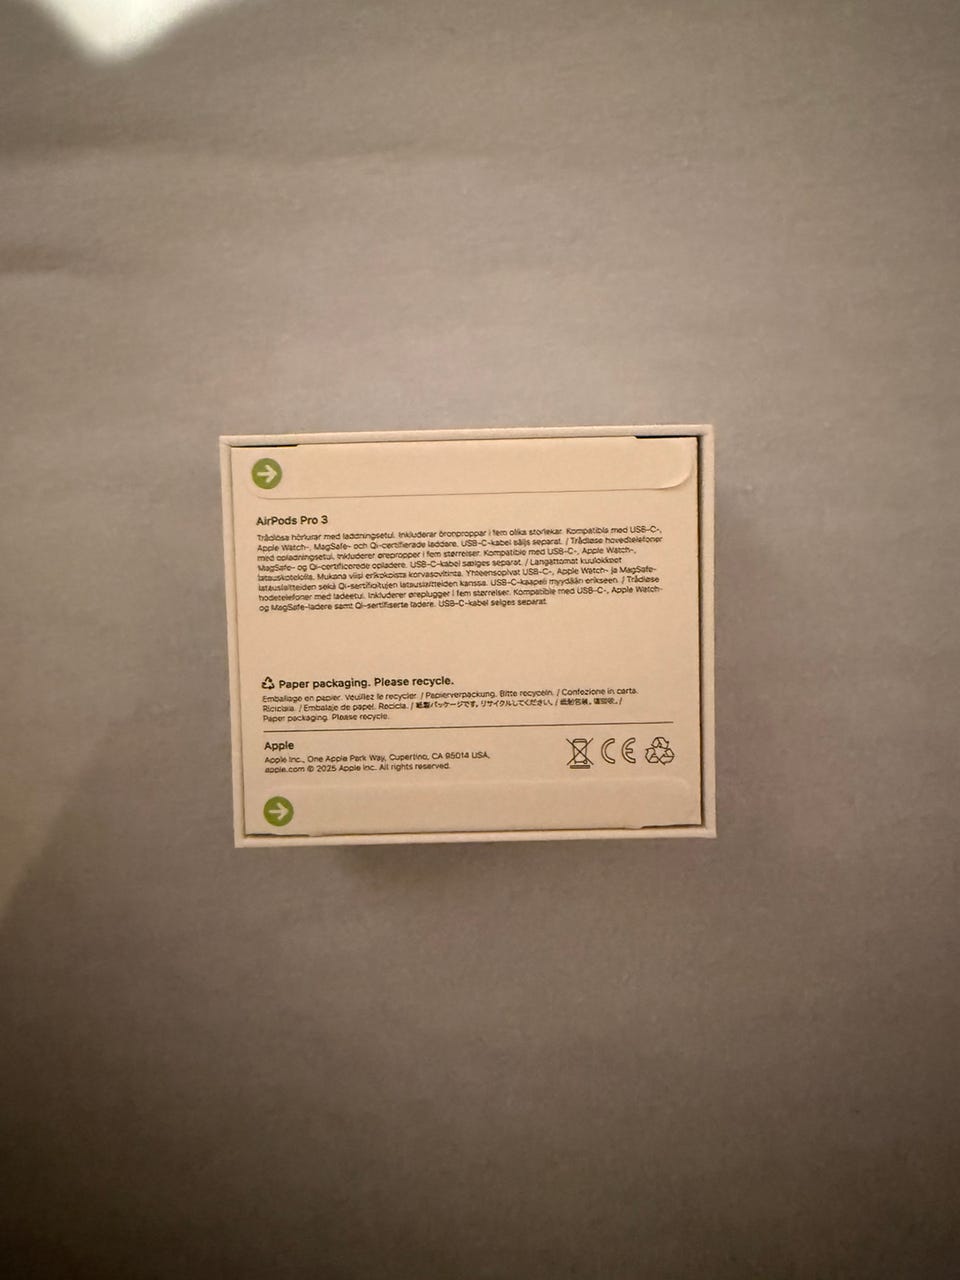 AirPods Pro 3
Trådlösa hörlurar med laddningsetui. Inkluderar öronproppar i fem olika storlekar. Kompatibla med USB-C-,
Apple Watch-, MagSafe- och Qi-certifierade laddare. USB-C-kabel säljs separat. / Trådløse hovedtelefoner
med opladningsetui. Inkluderer ørepropper i fem størrelser. Kompatible med USB-C-, Apple Watch-,
MagSafe- og Qi-certificerede opladere. USB-C-kabel sælges separat. / Langattomat kuulokkeet
latauskotelolla. Mukana viisi erikokoista korvasovitinta. Yhteensopivat USB-C-, Apple Watch- ja MagSafe-
latauslaitteiden sekä Qi-sertifioitujen latauslaitteiden kanssa. USB-C-kaapeli myydään erikseen. / Trådløse
hodetelefoner med ladeetui. Inkluderer øreplugger i fem størrelser. Kompatible med USB-C-, Apple Watch-
og MagSafe-ladere samt Qi-sertifiserte ladere. USB-C-kabel selges separat.
Paper packaging. Please recycle.
Emballage en papier. Veuillez le recycler. / Papierverpackung. Bitte recyceln. / Confezione in carta.
Riciclala. / Embalaje de papel. Recicla. / 紙製パッケージです。リサイクルしてください。/ 纸制包装。请回收。/
Paper packaging. Please recycle.
Apple
Apple Inc., One Apple Park Way, Cupertino, CA 95014 USA.
apple.com © 2025 Apple Inc. All rights reserved.
CE